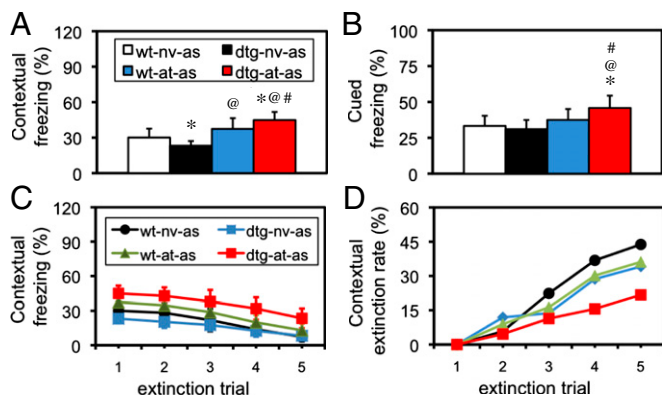 A
Contextual
freezing (%)
120
90
60
30
0
wt-nv-as
dtg-nv-as
wt-at-as
dtg-at-as
*
@
*@#
B
Cued
freezing (%)
100
75
50
25
0
#
@
*
C
Contextual
freezing (%)
120
90
60
30
0
wt-nv-as
dtg-nv-as
wt-at-as
dtg-at-as
1 2 3 4 5
extinction trial
D
Contextual
extinction rate (%)
60
45
30
15
0
1 2 3 4 5
extinction trial